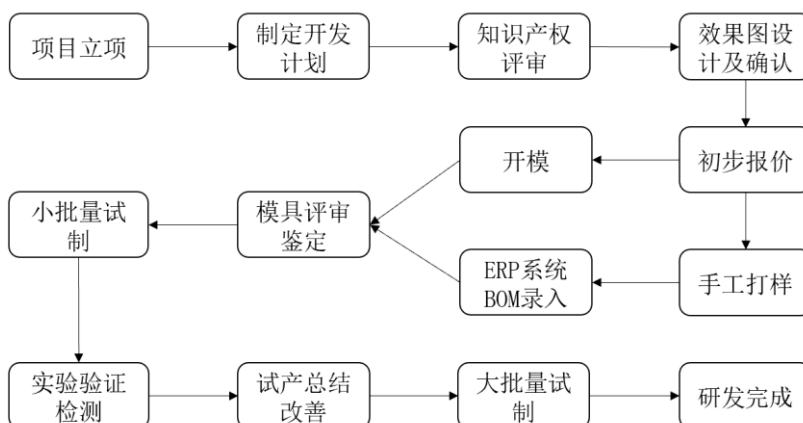 项目立项
制定开发
计划
知识产权
评审
效果图设
计及确认
开模
初步报价
小批量试
制
模具评审
鉴定
ERP系统
BOM录入
手工打样
实验验证
检测
试产总结
改善
大批量试
制
研发完成